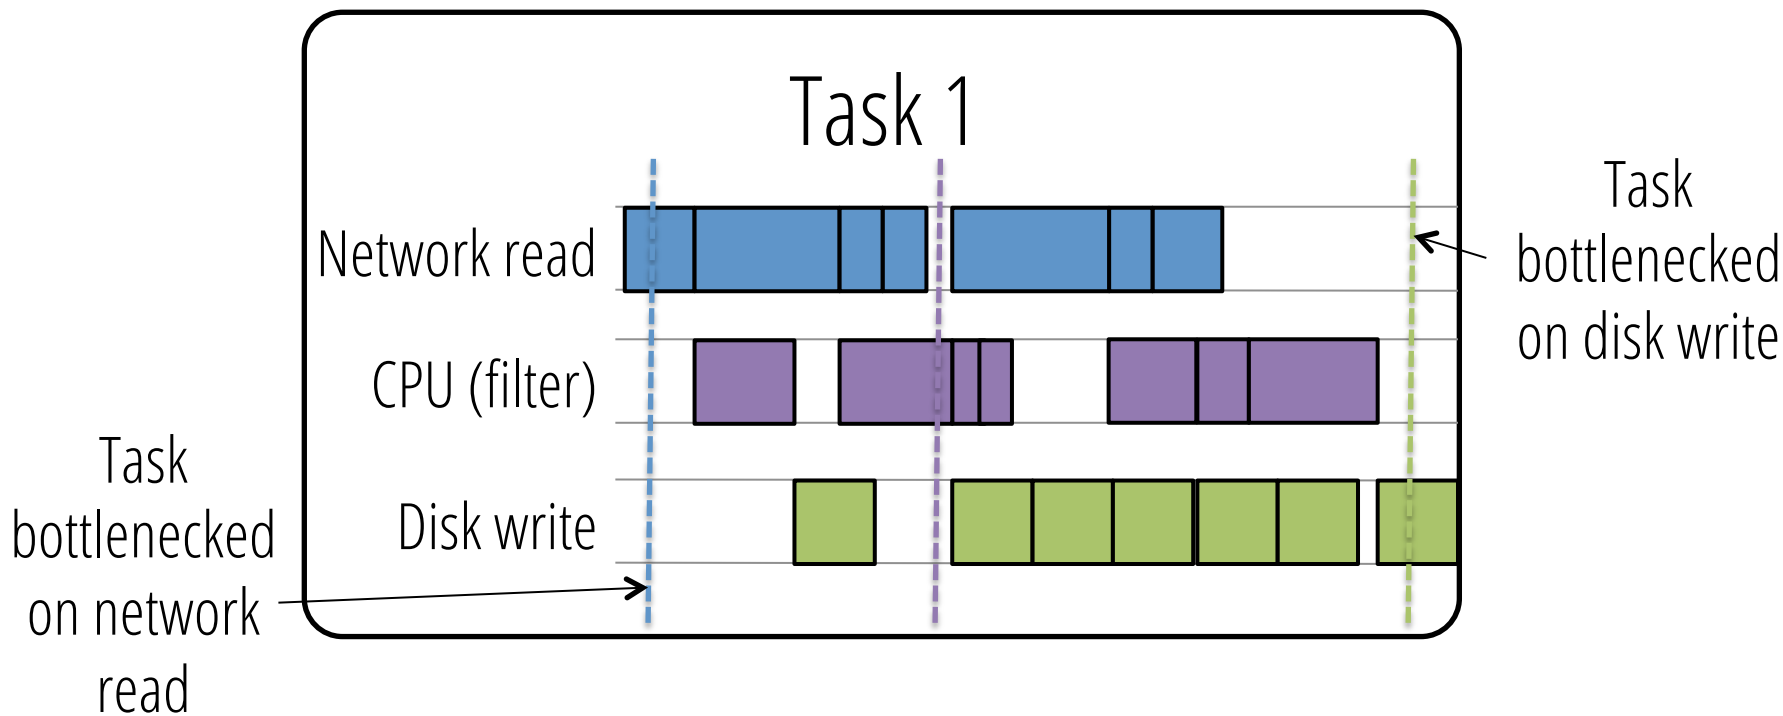 Task 1
Network read
CPU (filter)
Disk write
Task
bottlenecked
on network
read
Task
bottlenecked
on disk write